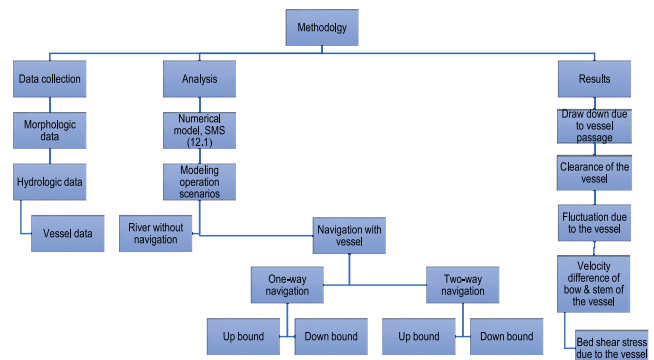 Methodolgy
Data collection
Analysis
Results
Morphologic
data
Numerical
model, SMS
(12.1)
Draw down due
to vessel
passage
Hydrologic data
Modeling
operation
scenarios
Clearance of the
vessel
Vessel data
River without
navigation
Navigation with
vessel
Fluctuation due
to the vessel
One-way
navigation
Two-way
navigation
Velocity
difference of
bow & stem of
the vessel
Up bound
Down bound
Up bound
Down bound
Bed shear stress
due to the vessel